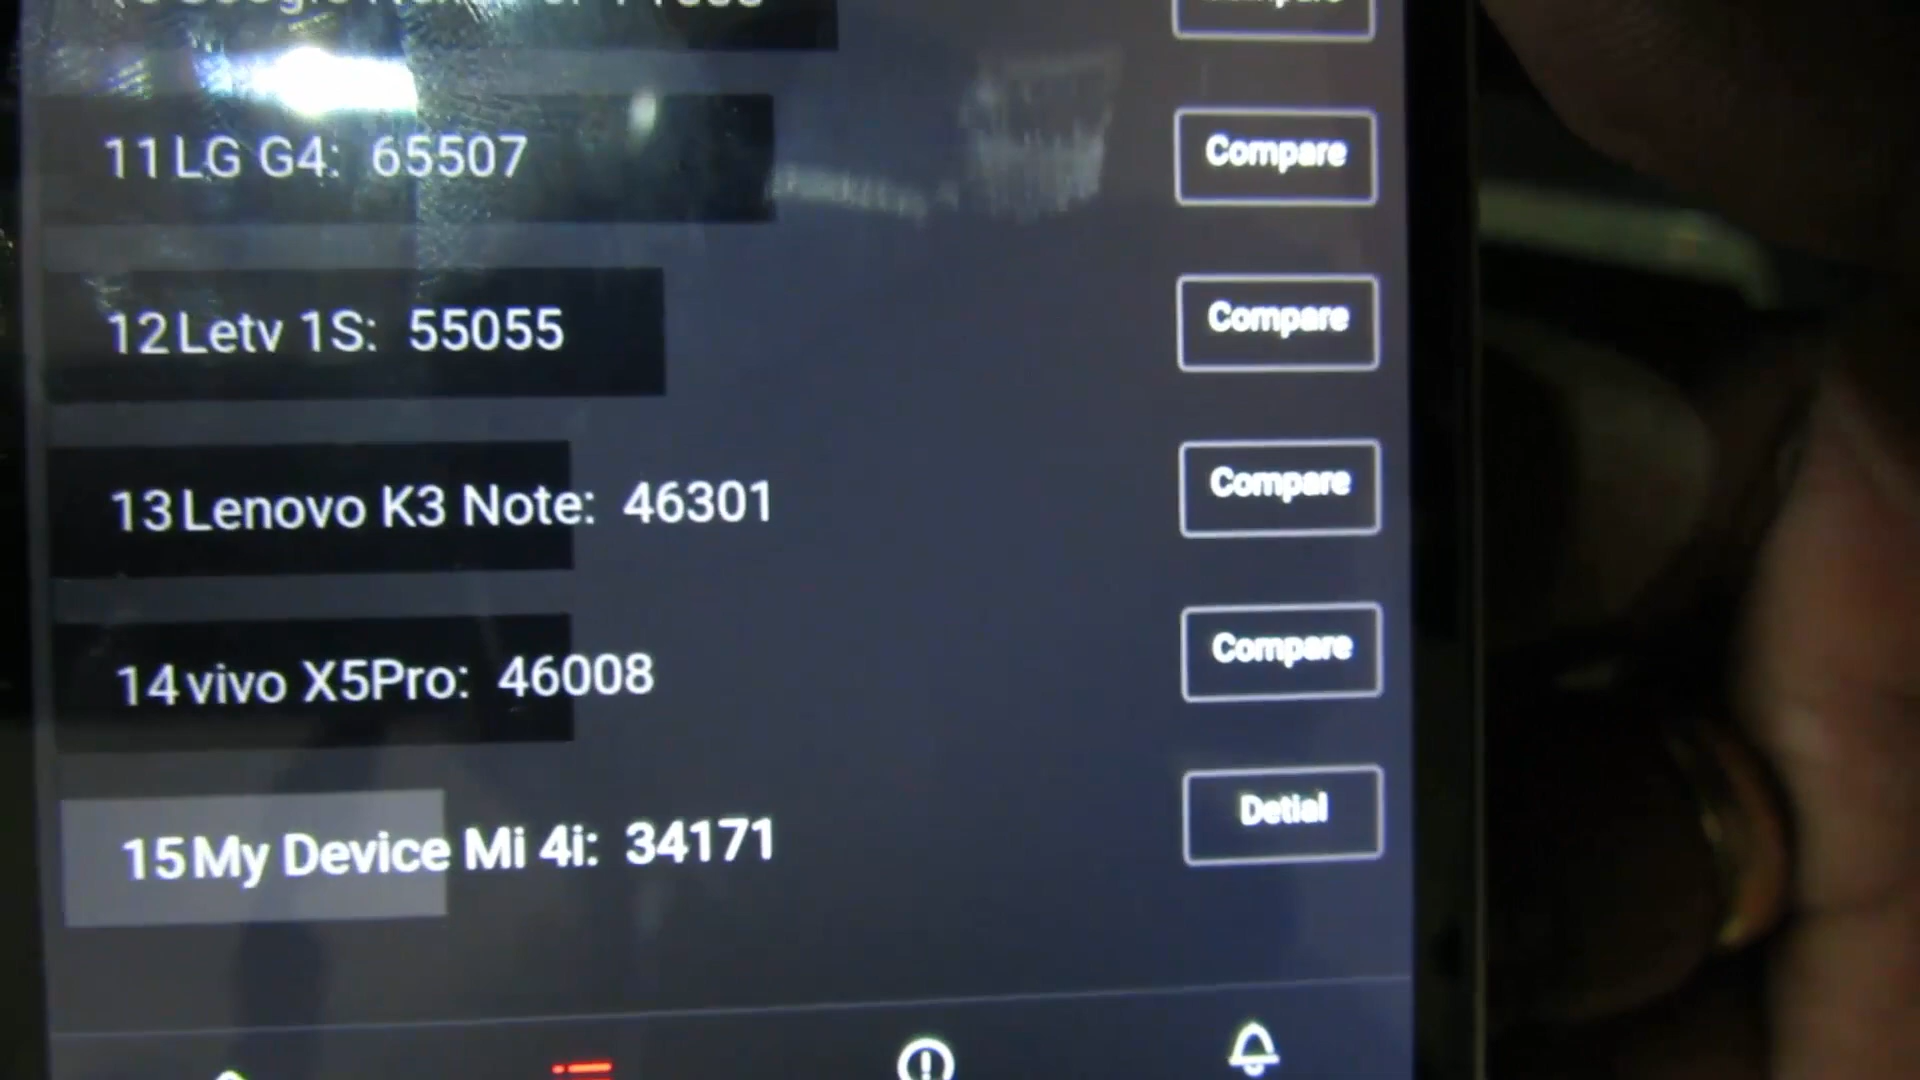 Compare
11 LG G4: 65507
Compare
12 Letv 1S: 55055
Compare
13 Lenovo K3 Note: 46301
Compare
14 vivo X5Pro: 46008
Compare
15 My Device Mi 4i: 34171
Detial